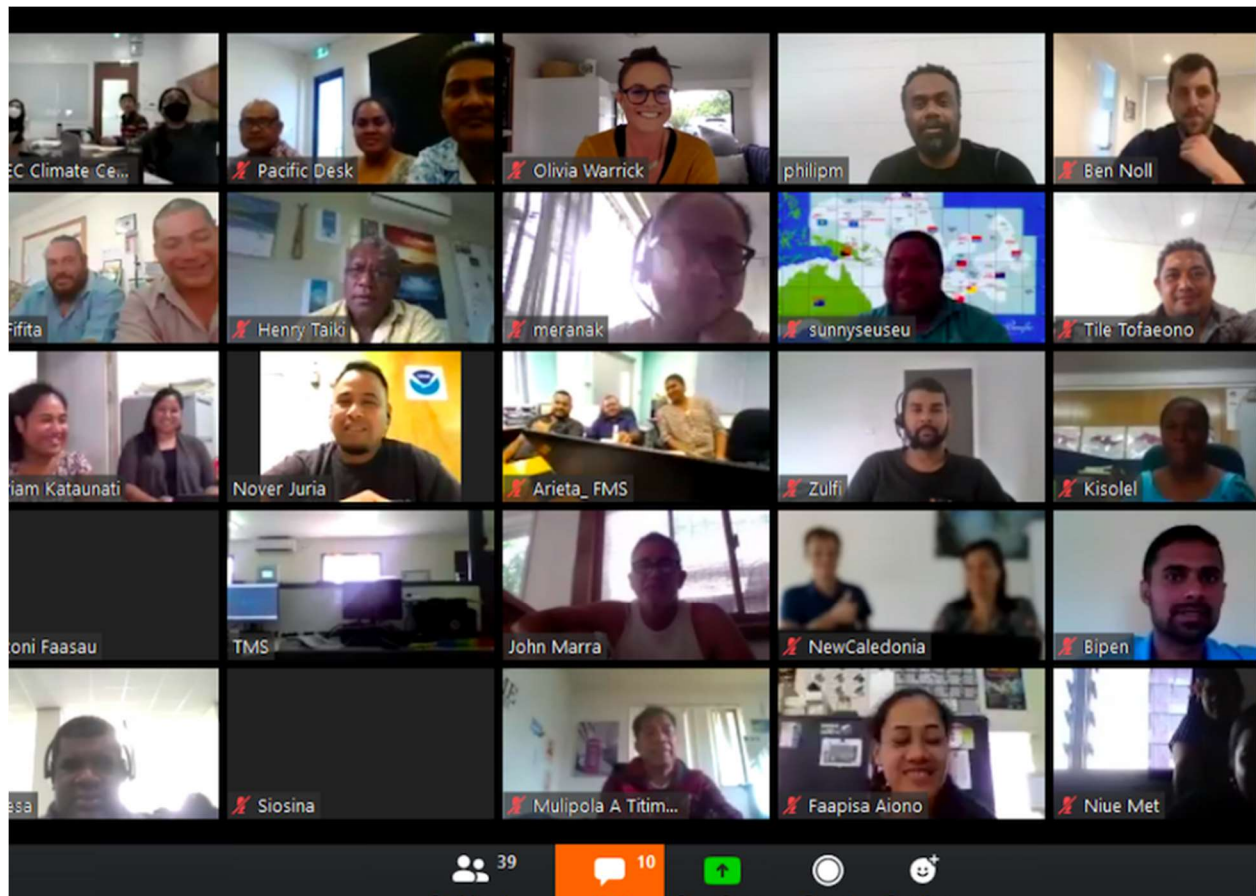 EC Climate Ce...
Pacific Desk
Olivia Warrick
philipm
Ben Noll
Fifita
Henry Taiki
meranak
sunnyseuseu
Tile Tofaeono
riam Kataunati
Nover Juria
Arieta_ FMS
Zulfi
Kisolel
toni Faasau
TMS
John Marra
NewCaledonia
Bipen
esa
Siosina
Mulipola A Titim...
Faapisa Aiono
Niue Met
39
10